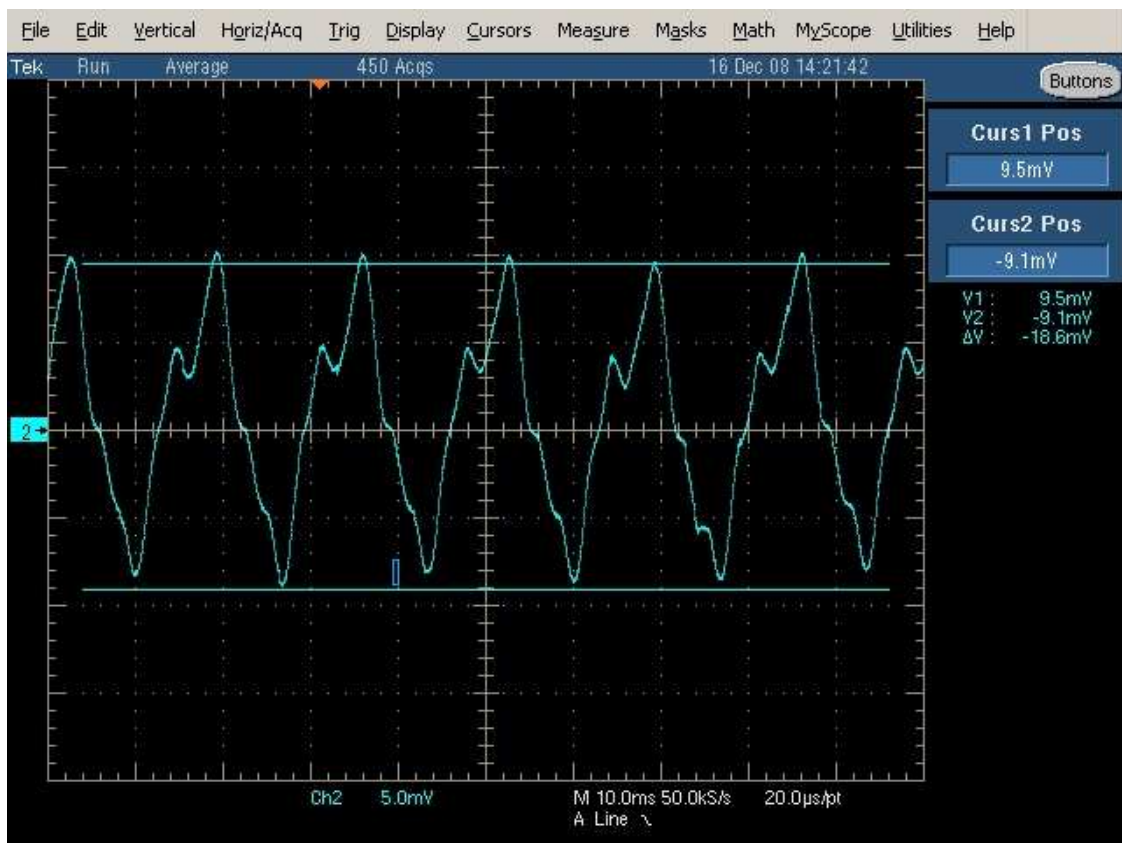 File Edit Vertical Horiz/Acq Trig Display Cursors Measure Masks Math MyScope Utilities Help
Tek Run Average 450 Acqs 16 Dec 08 14:21:42
Buttons
Curs1 Pos
9.5mV
Curs2 Pos
-9.1mV
V1 : 9.5mV
V2 : -9.1mV
ΔV : -18.6mV
2
Ch2 5.0mV M 10.0ms 50.0kS/s 20.0µs/pt
A Line